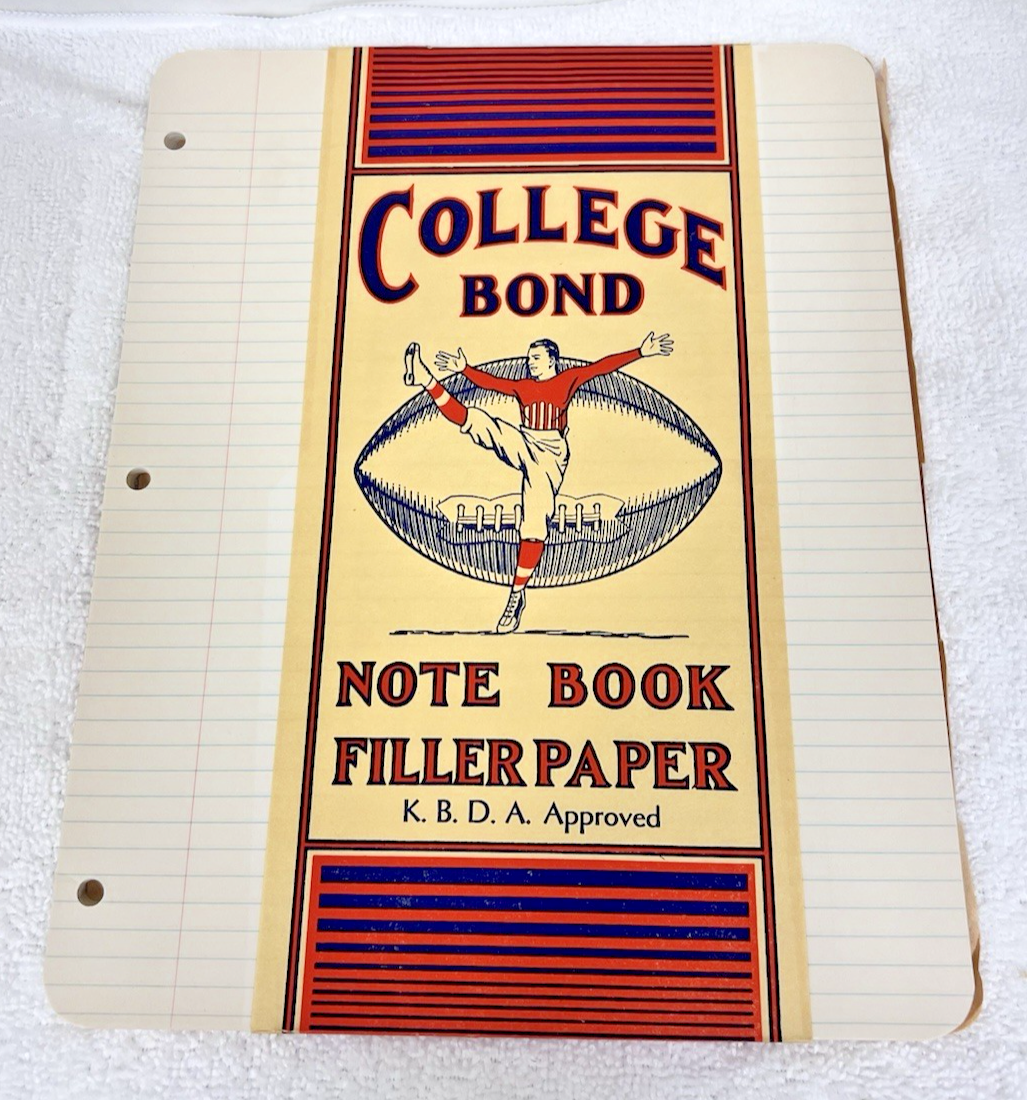 COLLEGE
BOND
NOTE BOOK
FILLER PAPER
K. B. D. A. Approved